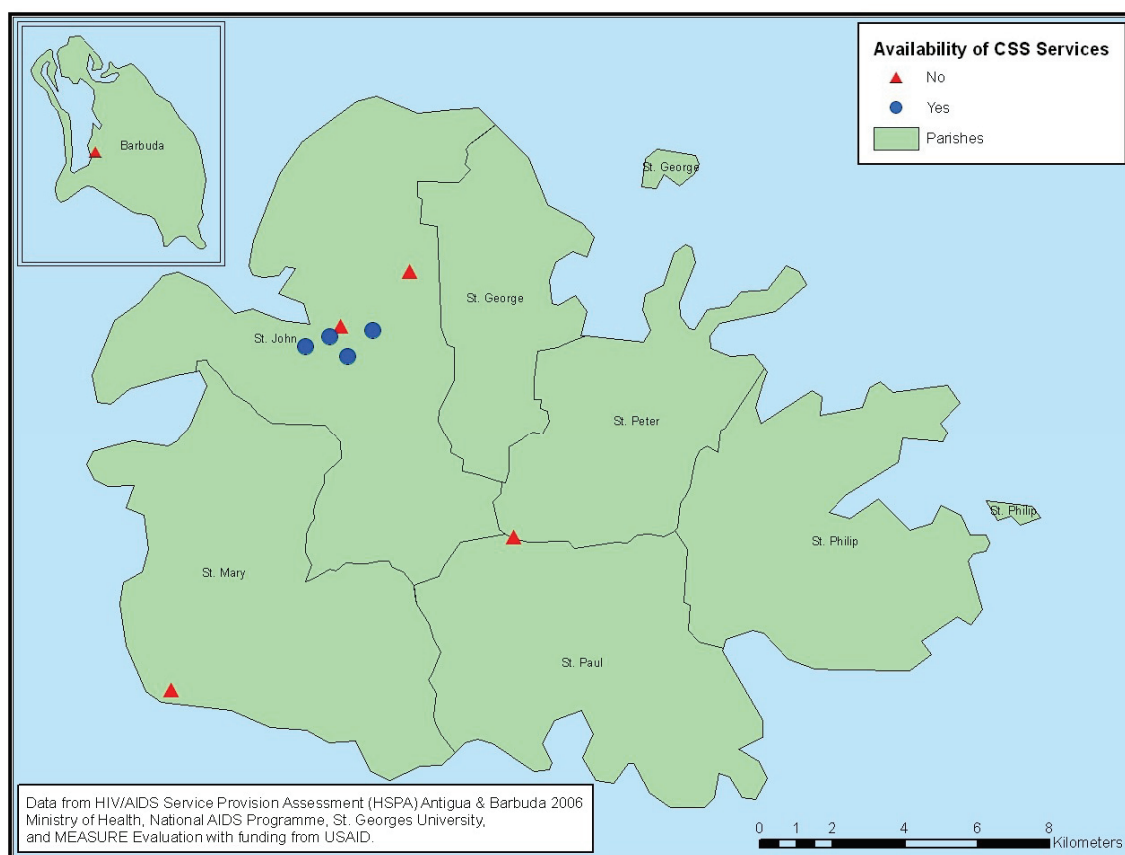 Availability of CSS Services
No
Yes
Parishes
Barbuda
St. George
St. George
St. John
St. Peter
St. Philip
St. Philip
St. Mary
St. Paul
Data from HIV/AIDS Service Provision Assessment (HSPA) Antigua & Barbuda 2006
Ministry of Health, National AIDS Programme, St. Georges University,
and MEASURE Evaluation with funding from USAID.
0 1 2 4 6 8
Kilometers